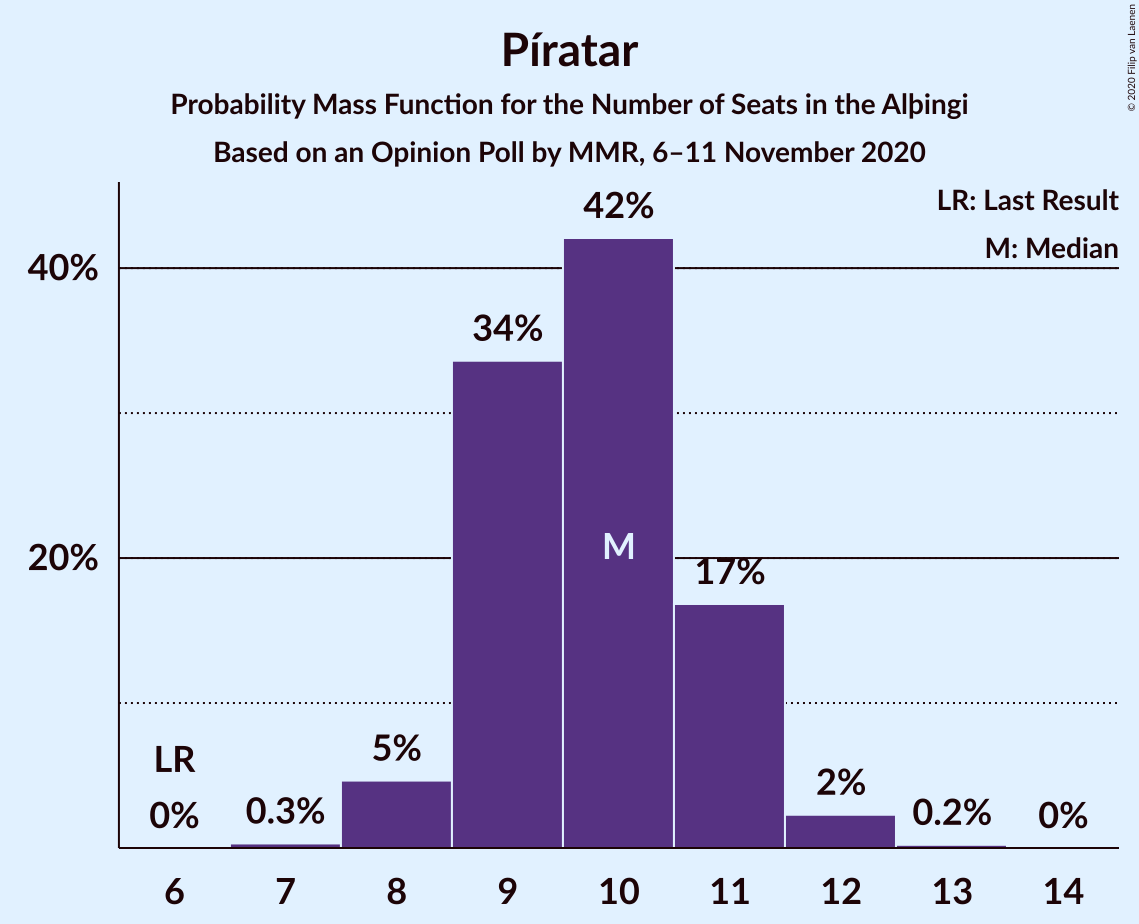 Píratar
Probability Mass Function for the Number of Seats in the Alþingi
Based on an Opinion Poll by MMR, 6–11 November 2020
© 2020 Filip van Laenen
LR: Last Result
M: Median
40%
20%
LR
0%
0.3%
5%
34%
42%
M
17%
2%
0.2%
0%
6 7 8 9 10 11 12 13 14